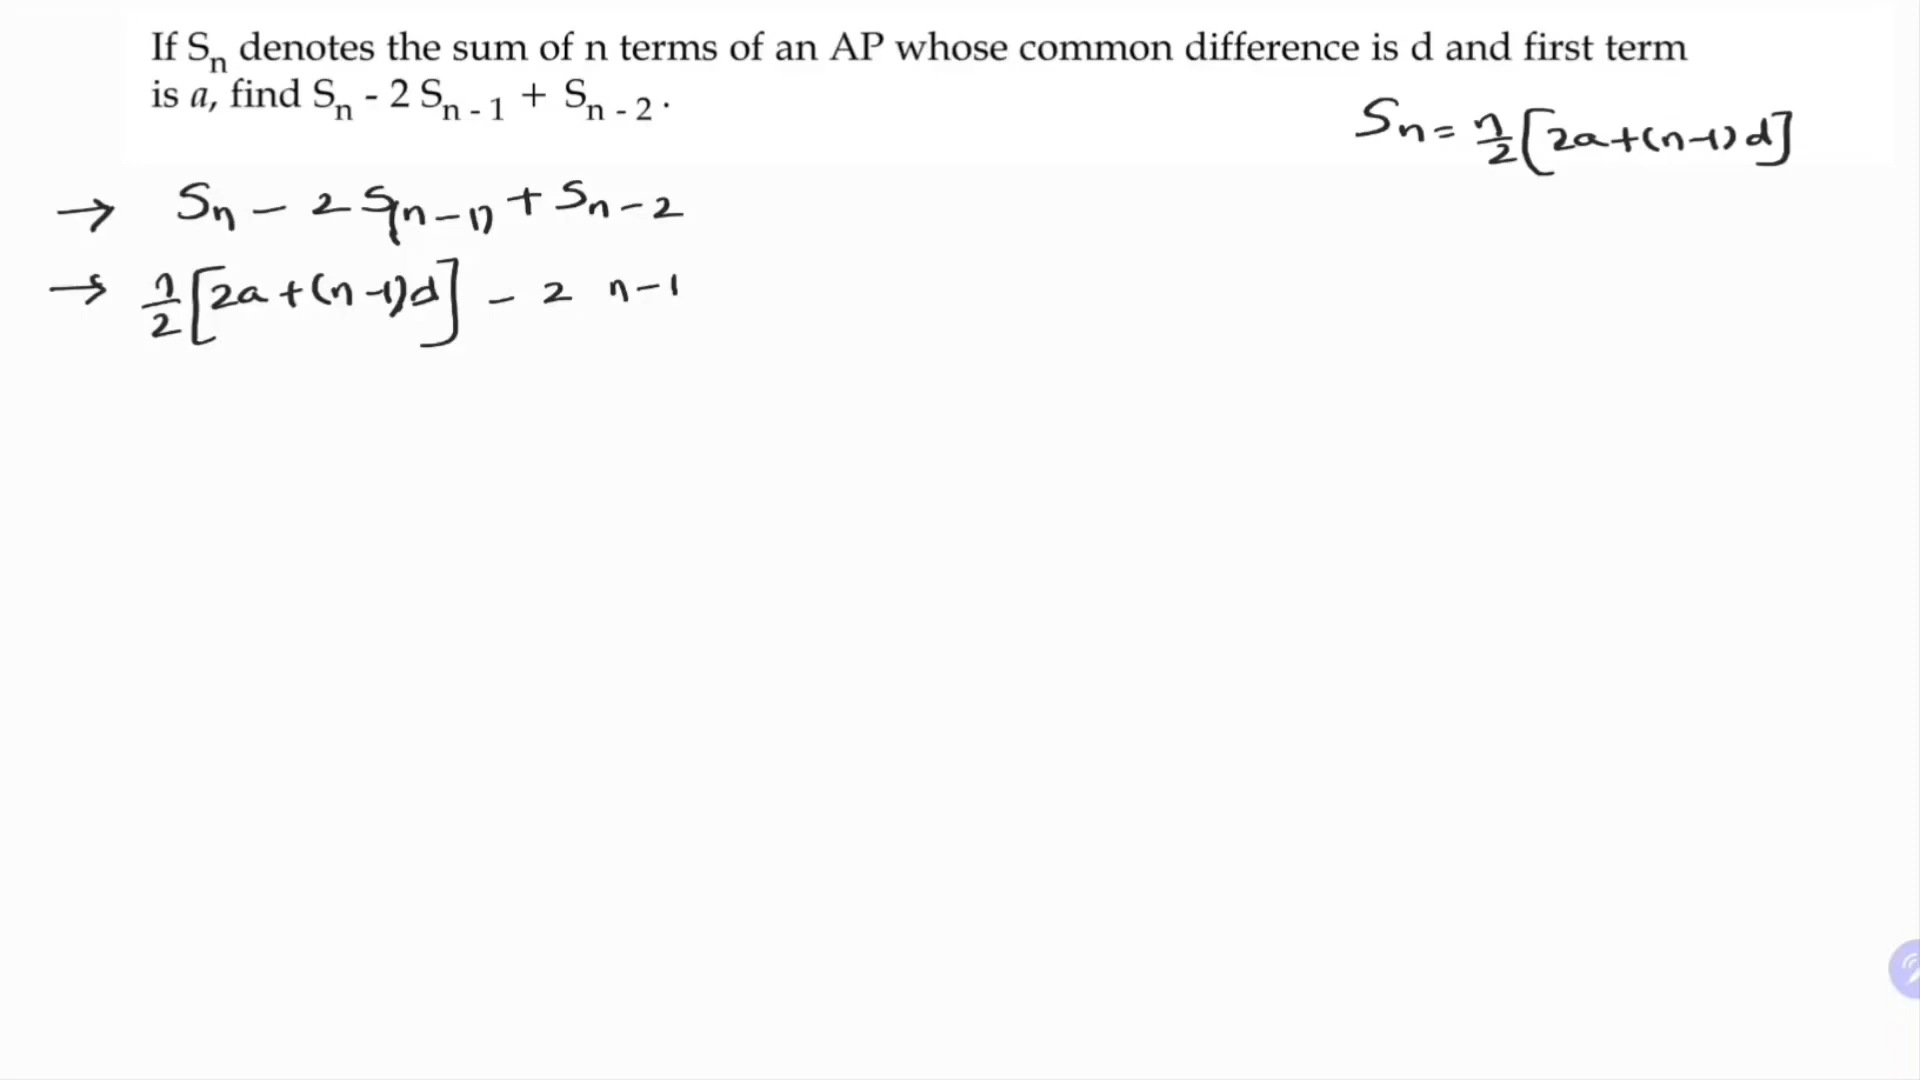 If Sₙ denotes the sum of n terms of an AP whose common difference is d and first term
is a, find Sₙ - 2 Sₙ ₋ ₁ + Sₙ ₋ ₂ .
Sn = n/2 [2a+(n-1)d]
→ Sn - 2 S(n-1) + Sn-2
→ n/2 [2a+(n-1)d] - 2 n-1